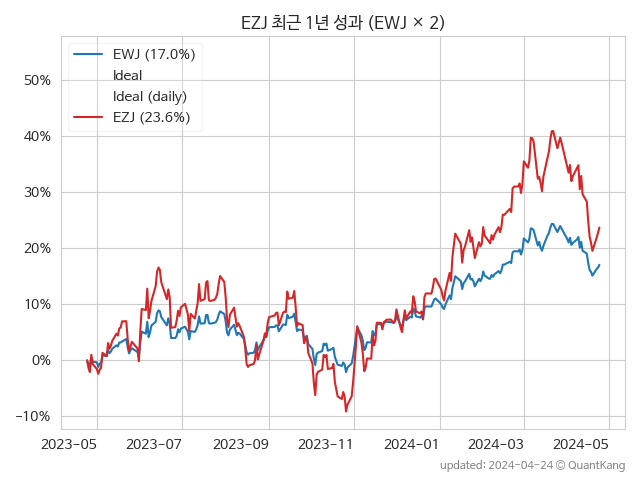 EZJ 최근 1년 성과 (EWJ × 2)
EWJ (17.0%)
Ideal
Ideal (daily)
EZJ (23.6%)
50%
40%
30%
20%
10%
0%
−10%
2023−05 2023−07 2023−09 2023−11 2024−01 2024−03 2024−05
updated: 2024−04−24 © QuantKang